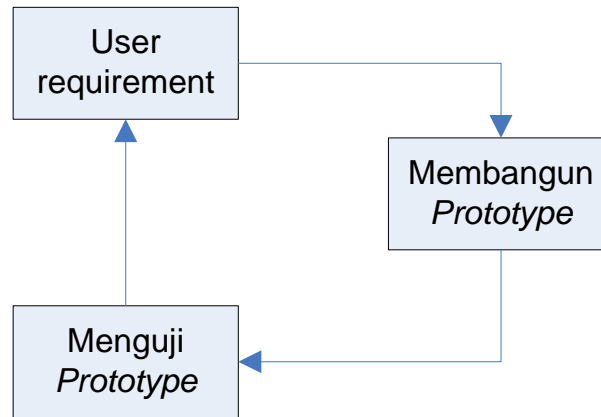 User
requirement
Membangun
Prototype
Menguji
Prototype